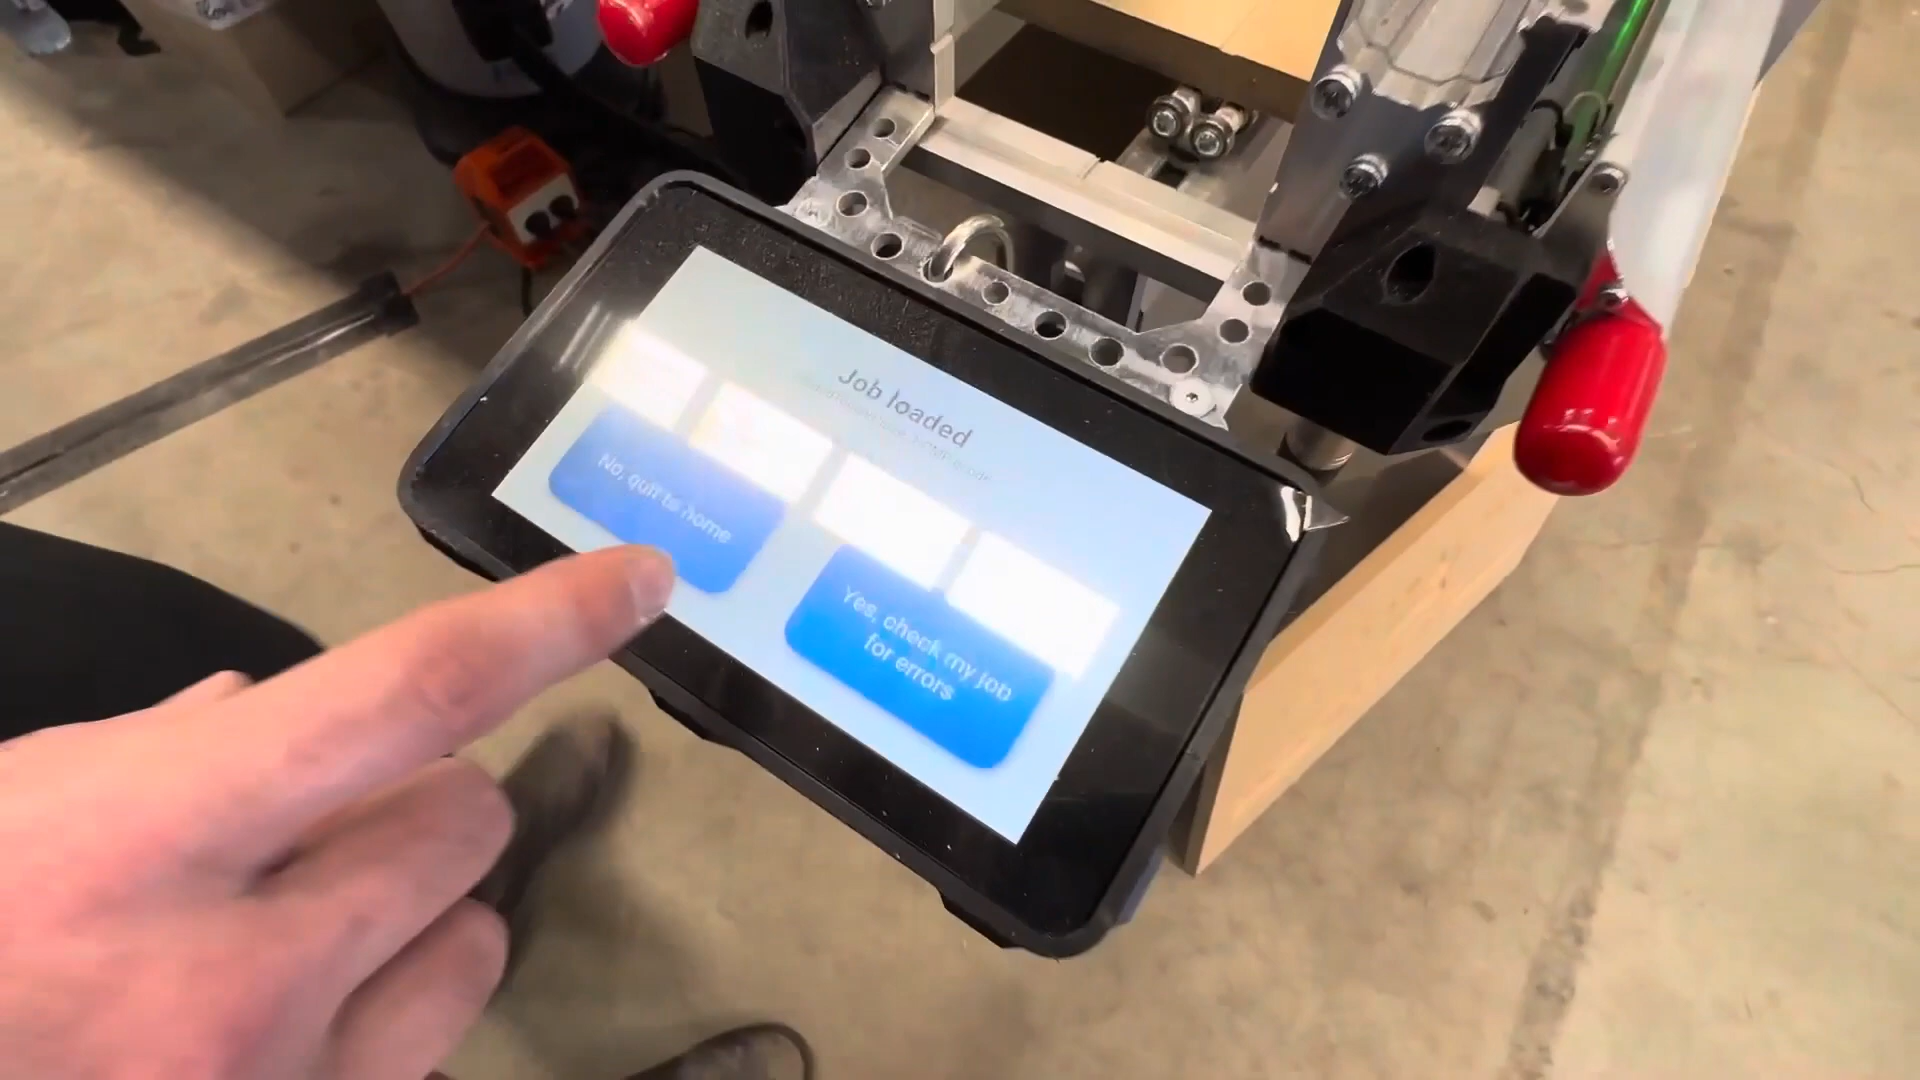 Job loaded
No, quit to home
Yes, check my job
for errors